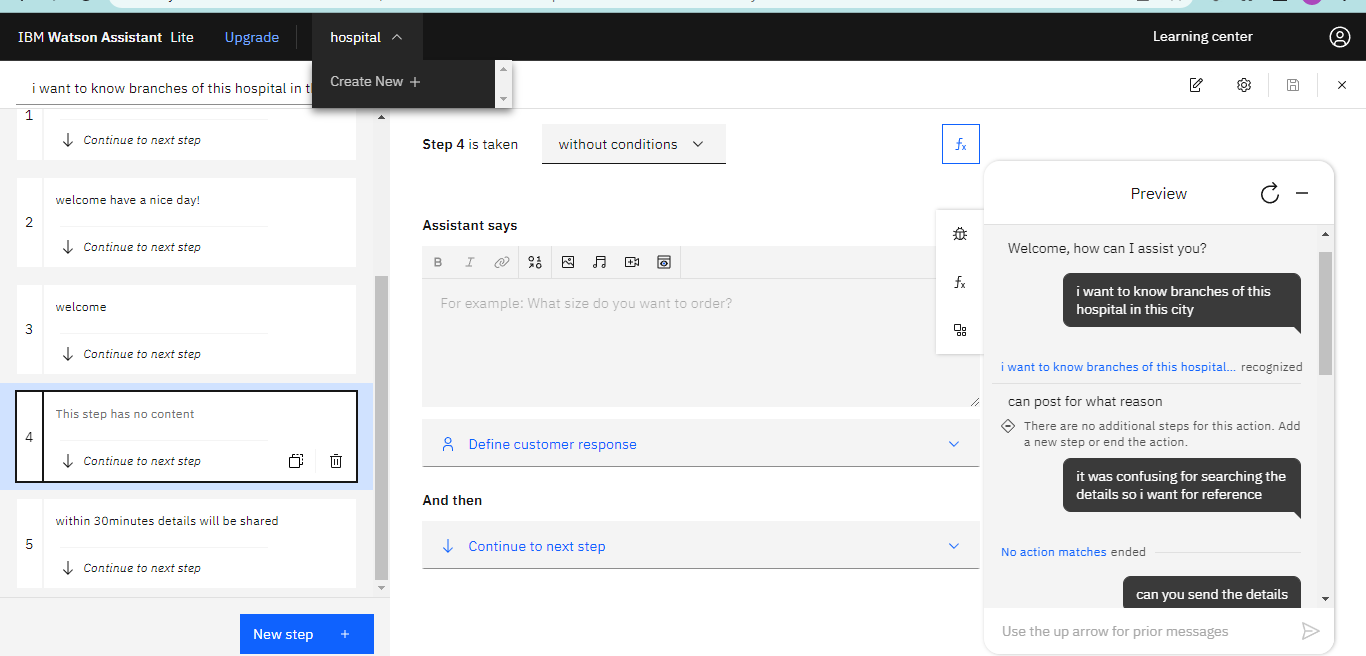 IBM Watson Assistant Lite
Upgrade
hospital
Learning center
Create New +
i want to know branches of this hospital in t
1
Continue to next step
2
welcome have a nice day!
Continue to next step
3
welcome
Continue to next step
4
This step has no content
Continue to next step
5
within 30minutes details will be shared
Continue to next step
New step +
Step 4 is taken
without conditions
fx
Assistant says
B I
For example: What size do you want to order?
Define customer response
And then
Continue to next step
fx
Preview
Welcome, how can I assist you?
i want to know branches of this
hospital in this city
i want to know branches of this hospital... recognized
can post for what reason
There are no additional steps for this action. Add
a new step or end the action.
it was confusing for searching the
details so i want for reference
No action matches ended
can you send the details
Use the up arrow for prior messages